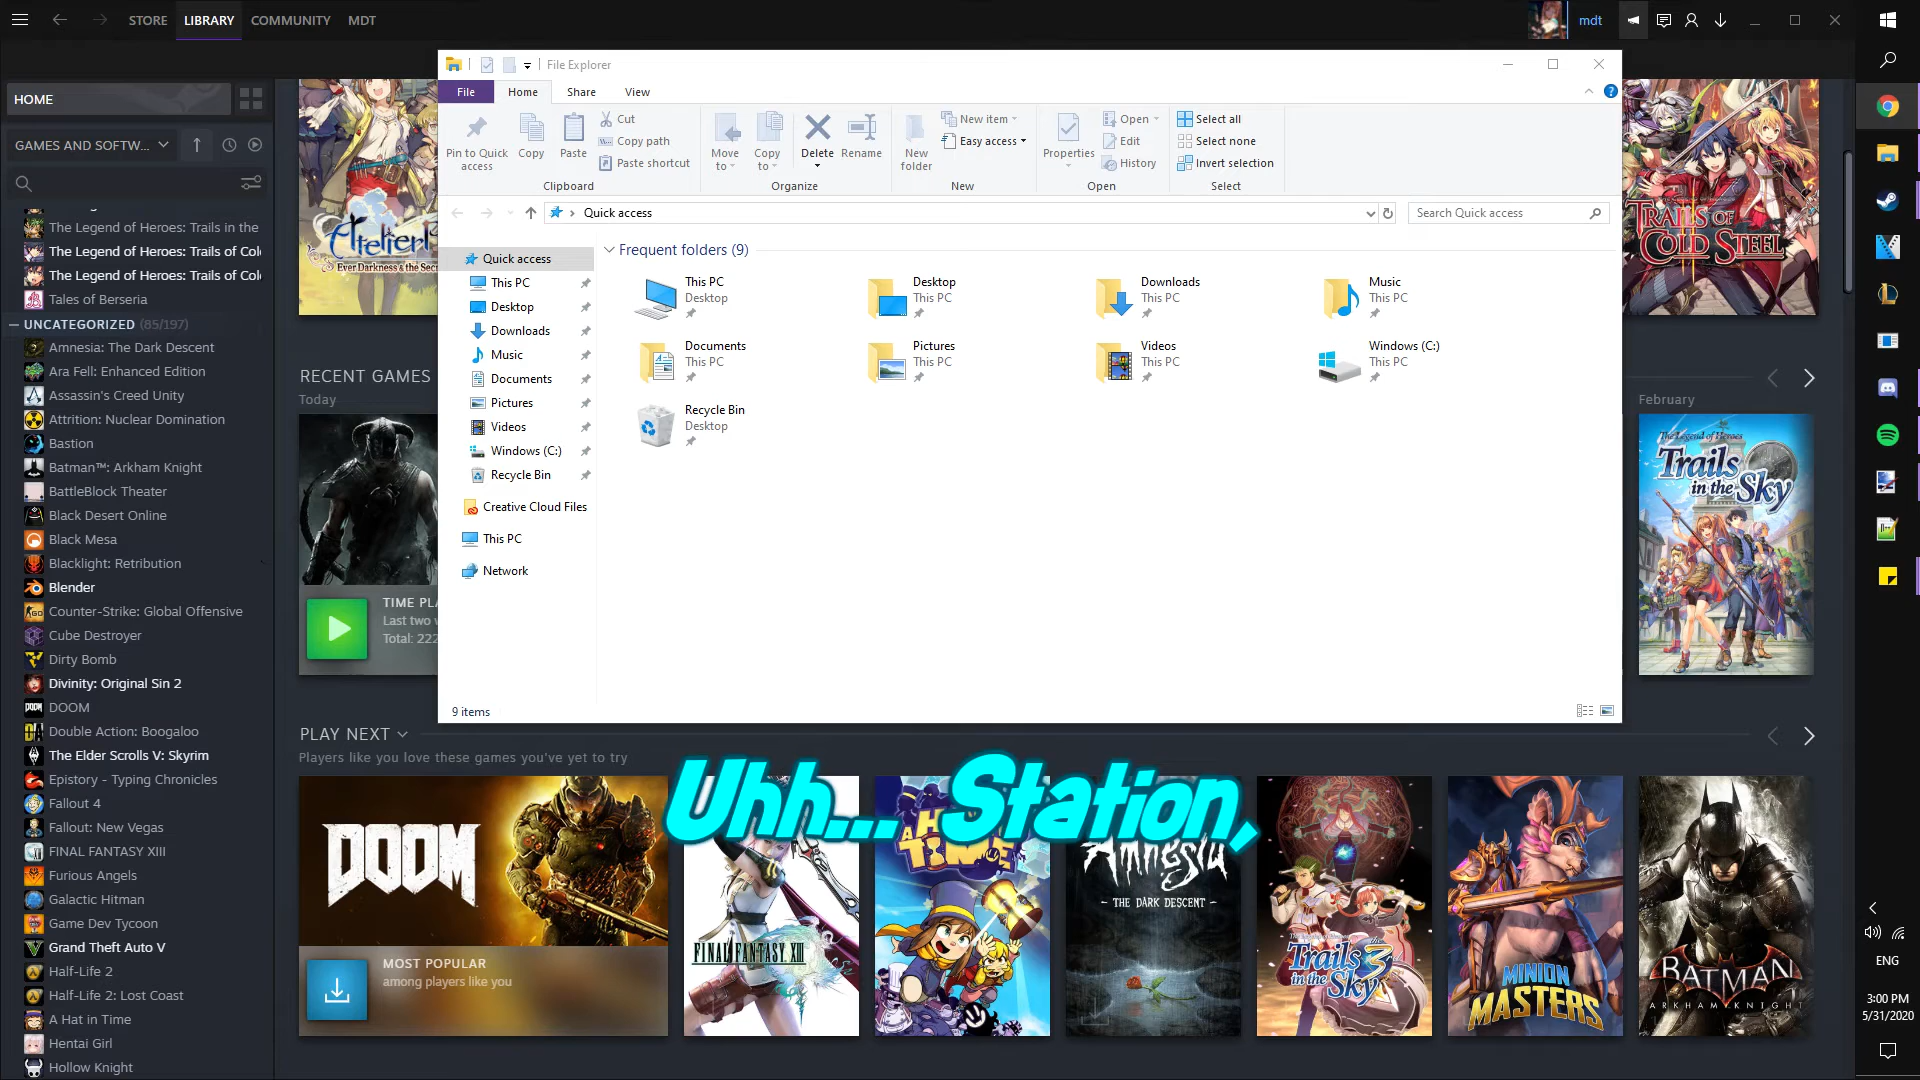 STORE
LIBRARY
COMMUNITY
MDT
mdt
File Explorer
File
Home
Share
View
HOME
GAMES AND SOFTW...
Pin to Quick access
Copy
Paste
Cut
Copy path
Paste shortcut
Clipboard
Move to
Copy to
Delete
Rename
Organize
New folder
New item
Easy access
New
Properties
Open
Edit
History
Open
Select all
Select none
Invert selection
Select
Quick access
Search Quick access
The Legend of Heroes: Trails in the
The Legend of Heroes: Trails of Col
The Legend of Heroes: Trails of Col
Tales of Berseria
UNCATEGORIZED (85/197)
Amnesia: The Dark Descent
Ara Fell: Enhanced Edition
Assassin's Creed Unity
Attrition: Nuclear Domination
Bastion
Batman™: Arkham Knight
BattleBlock Theater
Black Desert Online
Black Mesa
Blacklight: Retribution
Blender
Counter-Strike: Global Offensive
Cube Destroyer
Dirty Bomb
Divinity: Original Sin 2
DOOM
Double Action: Boogaloo
The Elder Scrolls V: Skyrim
Epistory - Typing Chronicles
Fallout 4
Fallout: New Vegas
FINAL FANTASY XIII
Furious Angels
Galactic Hitman
Game Dev Tycoon
Grand Theft Auto V
Half-Life 2
Half-Life 2: Lost Coast
A Hat in Time
Hentai Girl
Hollow Knight
Quick access
This PC
Desktop
Downloads
Music
Documents
Pictures
Videos
Windows (C:)
Recycle Bin
Creative Cloud Files
This PC
Network
Frequent folders (9)
This PC
Desktop
Desktop
This PC
Downloads
This PC
Music
This PC
Documents
This PC
Pictures
This PC
Videos
This PC
Windows (C:)
This PC
Recycle Bin
Desktop
9 items
Atelier
Ever Darkness & the Secr
TRAILS OF
COLD STEEL
RECENT GAMES
Today
TIME PLA
Last two w
Total: 222
February
The Legend of Heroes
Trails
in the
Sky
PLAY NEXT
Players like you love these games you've yet to try
Uhh... Station,
DOOM
MOST POPULAR
among players like you
FINAL FANTASY XIII
A HAT
TIME
Amnesia
- THE DARK DESCENT -
Trails the
in the Sky 3
MINION
MASTERS
BATMAN
ARKHAM KNIGHT
ENG
3:00 PM
5/31/2020